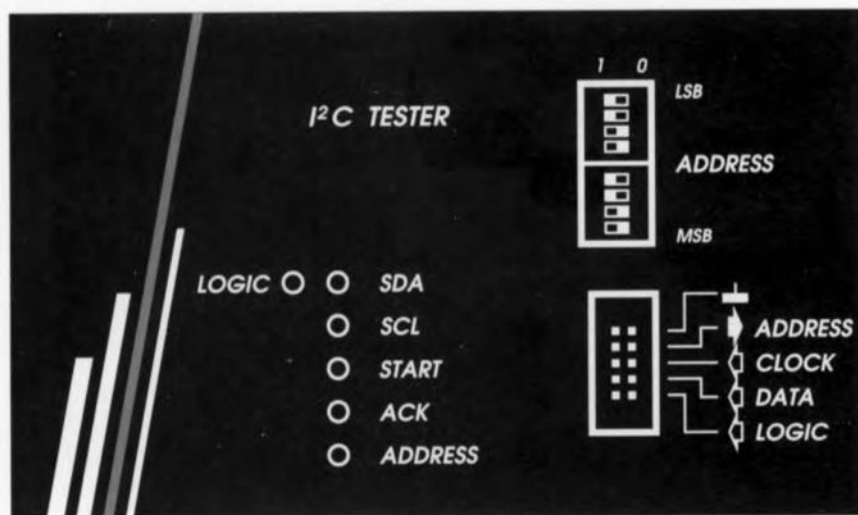 1 0
LSB
I²C TESTER
ADDRESS
MSB
LOGIC SDA
SCL
START
ACK
ADDRESS
ADDRESS
CLOCK
DATA
LOGIC